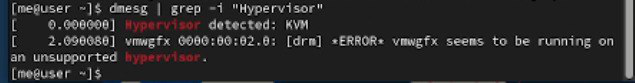 [me@user ~]$ dmesg | grep -i "Hypervisor"
[    0.000000] Hypervisor detected: KVM
[    2.090080] vmwgfx 0000:00:02.0: [drm] *ERROR* vmwgfx seems to be running on
an unsupported hypervisor.
[me@user ~]$